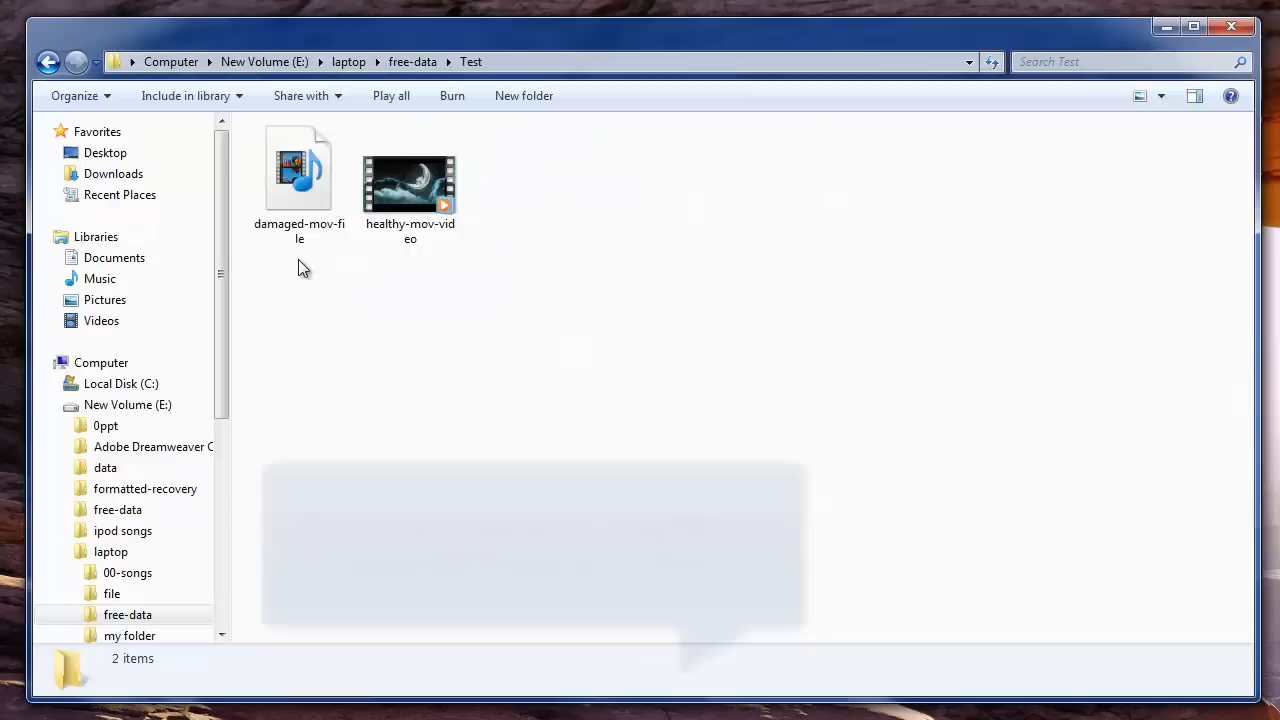 Computer New Volume (E:) laptop free-data Test
Search Test
Organize Include in library Share with Play all Burn New folder
Favorites
Desktop
Downloads
Recent Places
Libraries
Documents
Music
Pictures
Videos
Computer
Local Disk (C:)
New Volume (E:)
0ppt
Adobe Dreamweaver C
data
formatted-recovery
free-data
ipod songs
laptop
00-songs
file
free-data
my folder
damaged-mov-fi
le
healthy-mov-vid
eo
2 items